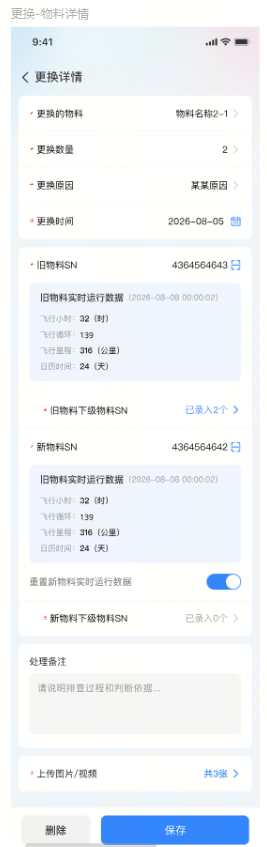 更换-物料详情
9:41
更换详情
* 更换的物料 物料名称2-1
* 更换数量 2
* 更换原因 某某原因
* 更换时间 2026-08-05
* 旧物料SN 4364564643
旧物料实时运行数据 (2026-08-08 00:00:02)
飞行小时: 32 (时)
飞行循环: 139
飞行里程: 316 (公里)
日历时间: 24 (天)
* 旧物料下级物料SN 已录入2个
* 新物料SN 4364564642
旧物料实时运行数据 (2026-08-08 00:00:02)
飞行小时: 32 (时)
飞行循环: 139
飞行里程: 316 (公里)
日历时间: 24 (天)
重置新物料实时运行数据
* 新物料下级物料SN 已录入0个
处理备注
请说明排查过程和判断依据...
* 上传图片/视频 共3张
删除 保存